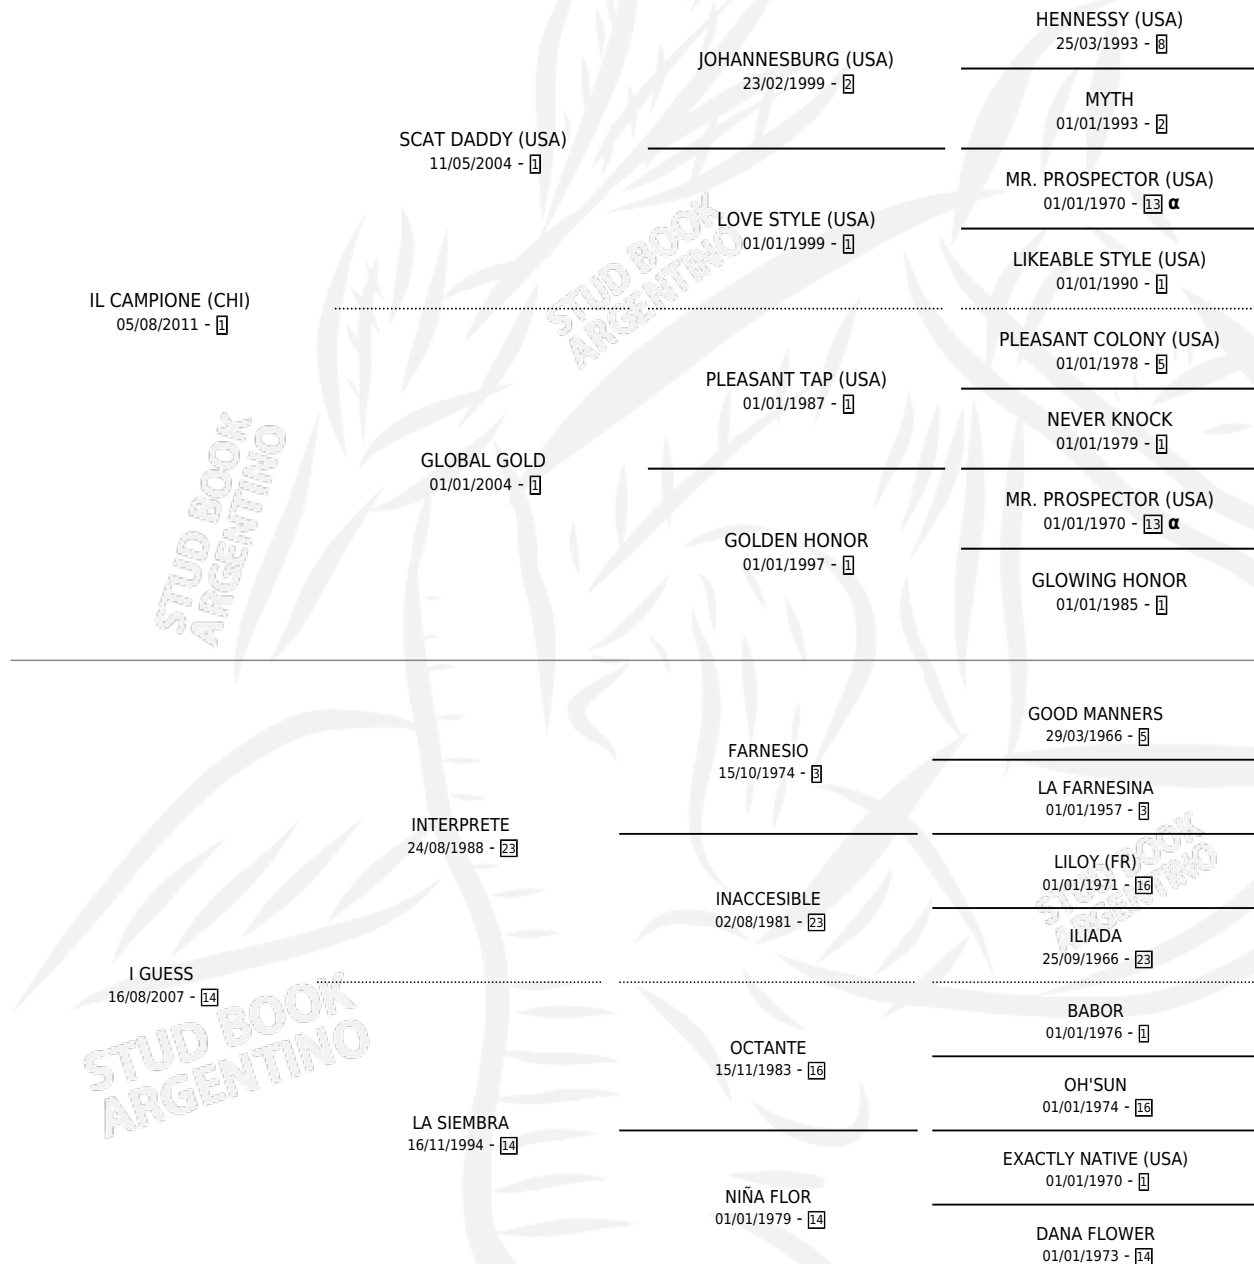 HENNESSY (USA)
25/03/1993 - 8
JOHANNESBURG (USA)
23/02/1999 - 2
MYTH
01/01/1993 - 2
SCAT DADDY (USA)
11/05/2004 - 1
MR. PROSPECTOR (USA)
01/01/1970 - 13 α
LOVE STYLE (USA)
01/01/1999 - 1
LIKEABLE STYLE (USA)
01/01/1990 - 1
IL CAMPIONE (CHI)
05/08/2011 - 1
PLEASANT COLONY (USA)
01/01/1978 - 5
PLEASANT TAP (USA)
01/01/1987 - 1
NEVER KNOCK
01/01/1979 - 1
GLOBAL GOLD
01/01/2004 - 1
MR. PROSPECTOR (USA)
01/01/1970 - 13 α
GOLDEN HONOR
01/01/1997 - 1
GLOWING HONOR
01/01/1985 - 1
GOOD MANNERS
29/03/1966 - 5
FARNESIO
15/10/1974 - 3
LA FARNESINA
01/01/1957 - 3
INTERPRETE
24/08/1988 - 23
LILOY (FR)
01/01/1971 - 16
INACCESIBLE
02/08/1981 - 23
ILIADA
25/09/1966 - 23
I GUESS
16/08/2007 - 14
BABOR
01/01/1976 - 1
OCTANTE
15/11/1983 - 16
OH'SUN
01/01/1974 - 16
LA SIEMBRA
16/11/1994 - 14
EXACTLY NATIVE (USA)
01/01/1970 - 1
NIÑA FLOR
01/01/1979 - 14
DANA FLOWER
01/01/1973 - 14
STUD BOOK
ARGENTINO
STUD BOOK
ARGENTINO
STUD BOOK
ARGENTINO
STUD BOOK
ARGENTINO